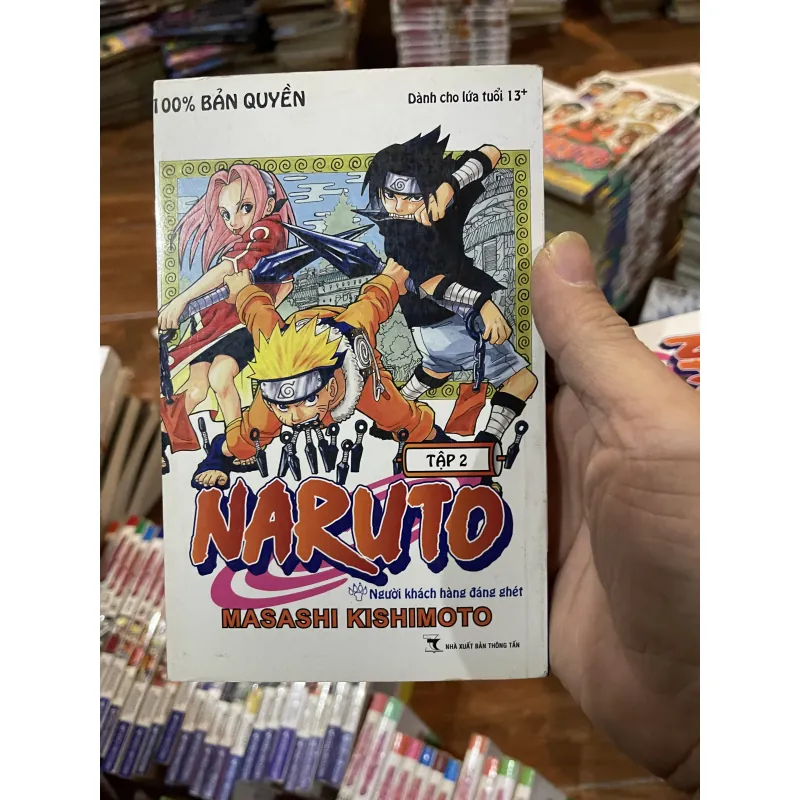 100% BẢN QUYỀN
Dành cho lứa tuổi 13+
TẬP 2
NARUTO
Người khách hàng đáng ghét
MASASHI KISHIMOTO
NHÀ XUẤT BẢN THÔNG TẤN
NARUTO